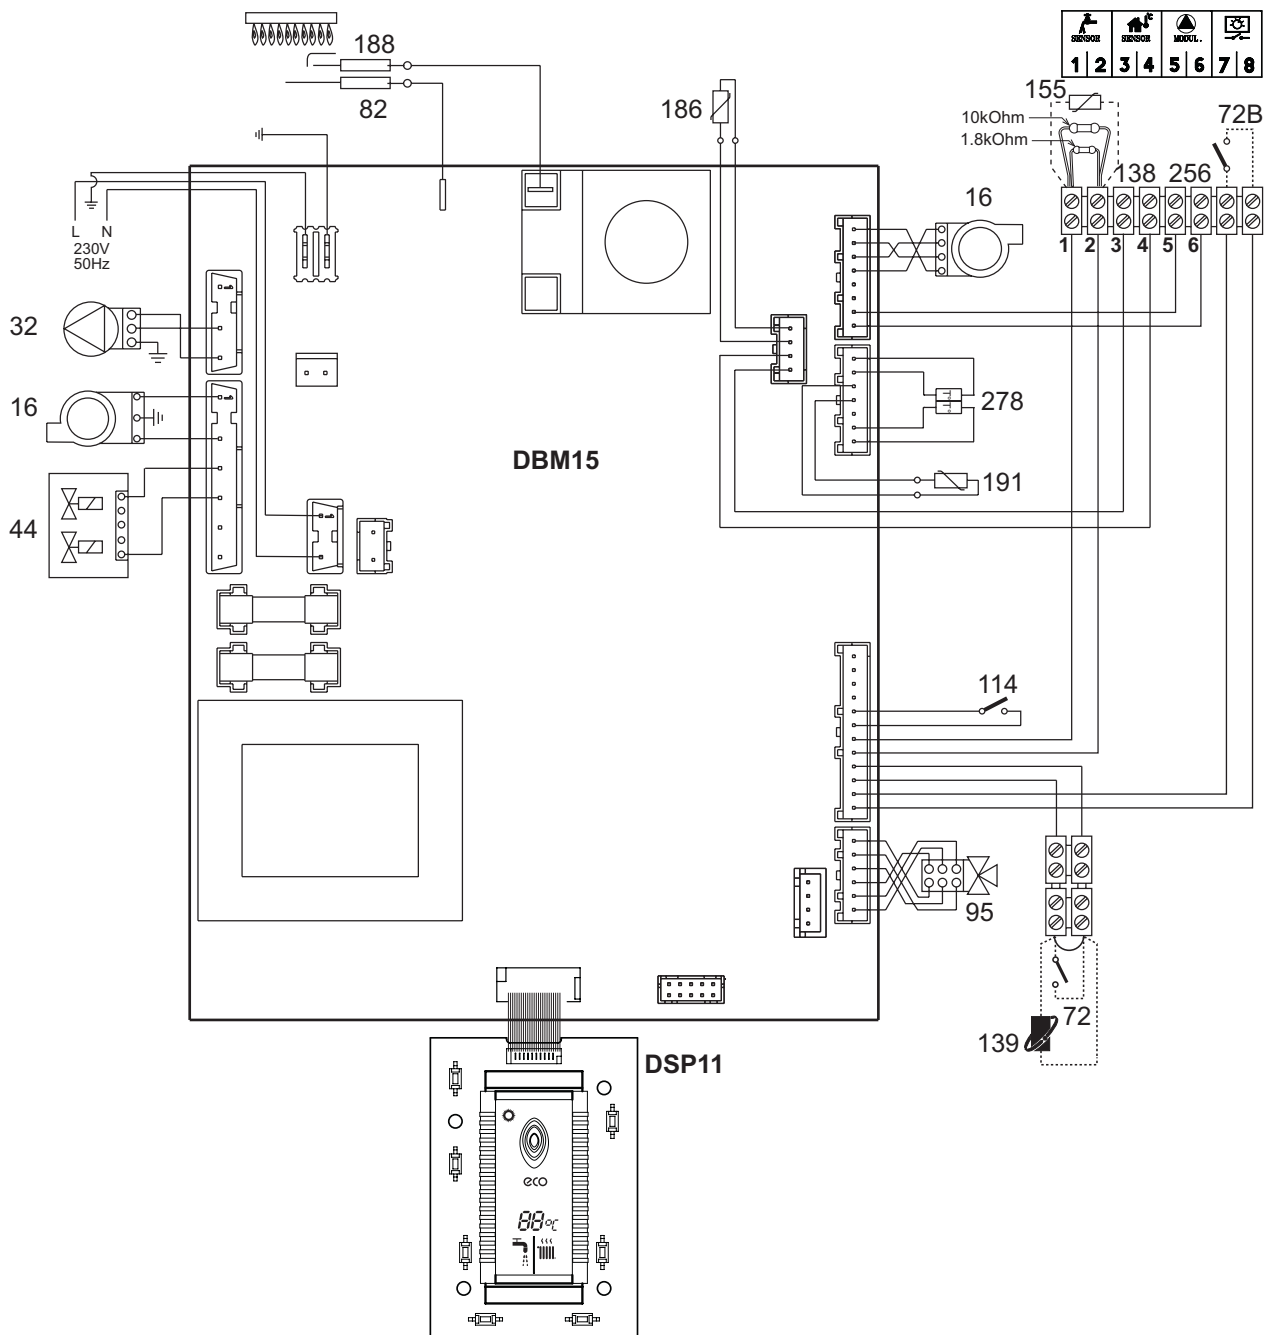 188
82
186
SENSOR SENSOR MODUL.
1 2 3 4 5 6 7 8
155
10kOhm
1.8kOhm
72B
138 256
16
1 2 3 4 5 6
L N
230V
50Hz
32
16
44
DBM15
278
T° T°
191
114
95
72
139
DSP11
eco
88°C